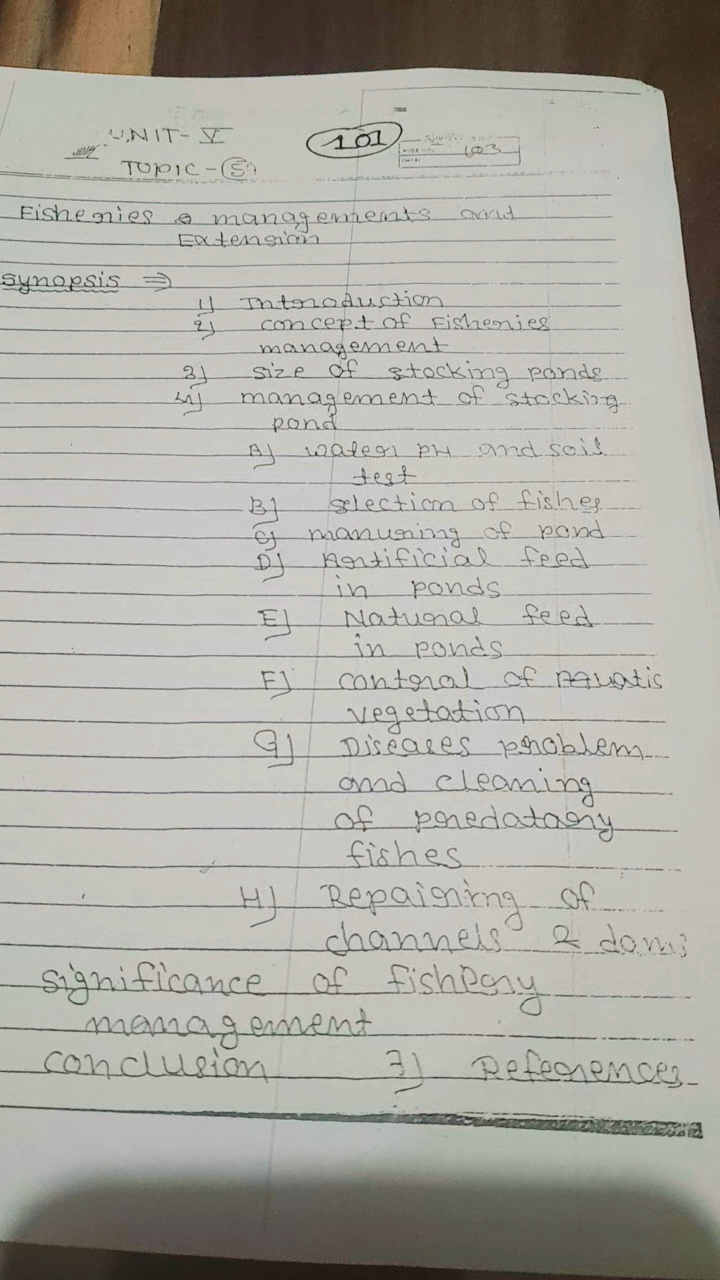 UNIT-V
101
103
TOPIC-(5)
Fisheries & managements and
Extension
Synopsis ⇒
1) Introduction
2) concept of Fisheries
management
3) size of stocking ponds
4) management of stocking
pond
A) water PH and soil
test
B) selection of fishes
C) manuring of pond
D) Artificial feed
in ponds
E) Natural feed
in ponds
F) control of Aquatis
vegetation
G) Diseases problem
and cleaning
of predatary
fishes
H) Repairing of
channels & dams
significance of fishery
management
conclusion 7) References